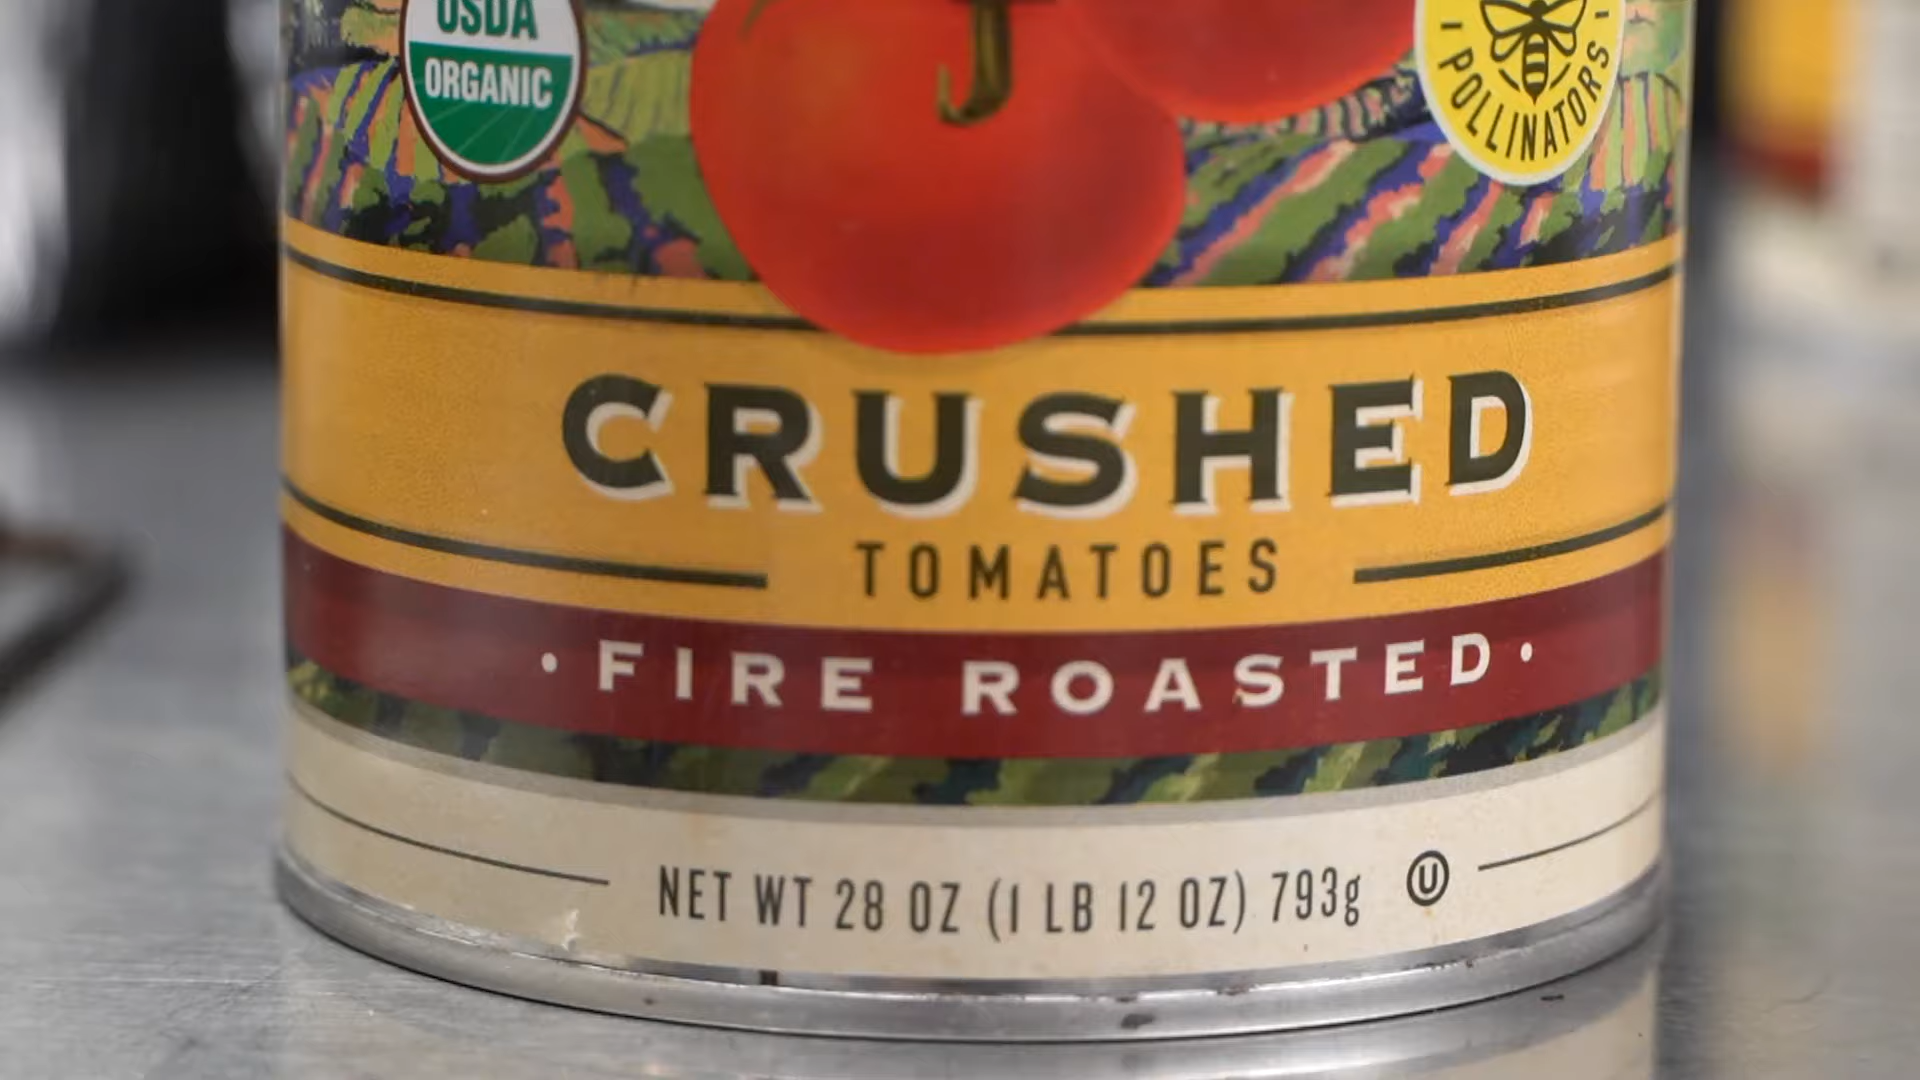 USDA
ORGANIC
POLLINATORS
CRUSHED
TOMATOES
· FIRE ROASTED ·
NET WT 28 OZ (1 LB 12 OZ) 793g Ⓤ